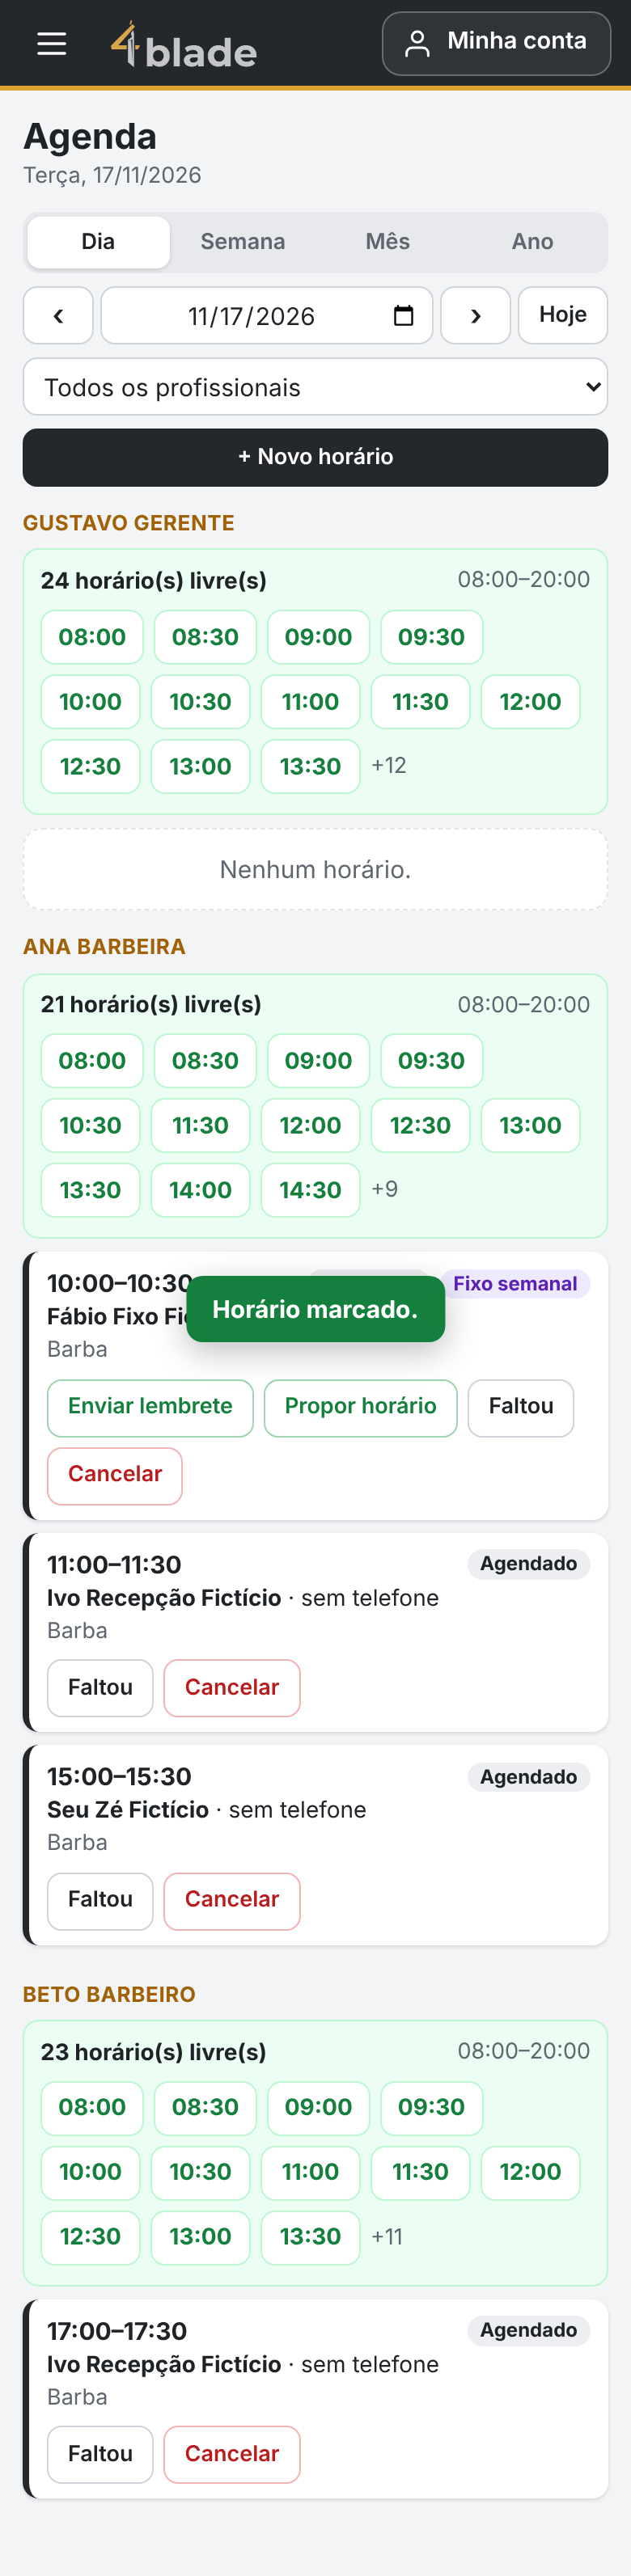 4blade
Minha conta
Agenda
Terça, 17/11/2026
Dia Semana Mês Ano
‹ 11/17/2026 › Hoje
Todos os profissionais
+ Novo horário
GUSTAVO GERENTE
24 horário(s) livre(s) 08:00–20:00
08:00 08:30 09:00 09:30
10:00 10:30 11:00 11:30 12:00
12:30 13:00 13:30 +12
Nenhum horário.
ANA BARBEIRA
21 horário(s) livre(s) 08:00–20:00
08:00 08:30 09:00 09:30
10:30 11:30 12:00 12:30 13:00
13:30 14:00 14:30 +9
10:00–10:30 Fixo semanal
Horário marcado.
Fábio Fixo
Barba
Enviar lembrete Propor horário Faltou
Cancelar
11:00–11:30 Agendado
Ivo Recepção Fictício · sem telefone
Barba
Faltou Cancelar
15:00–15:30 Agendado
Seu Zé Fictício · sem telefone
Barba
Faltou Cancelar
BETO BARBEIRO
23 horário(s) livre(s) 08:00–20:00
08:00 08:30 09:00 09:30
10:00 10:30 11:00 11:30 12:00
12:30 13:00 13:30 +11
17:00–17:30 Agendado
Ivo Recepção Fictício · sem telefone
Barba
Faltou Cancelar